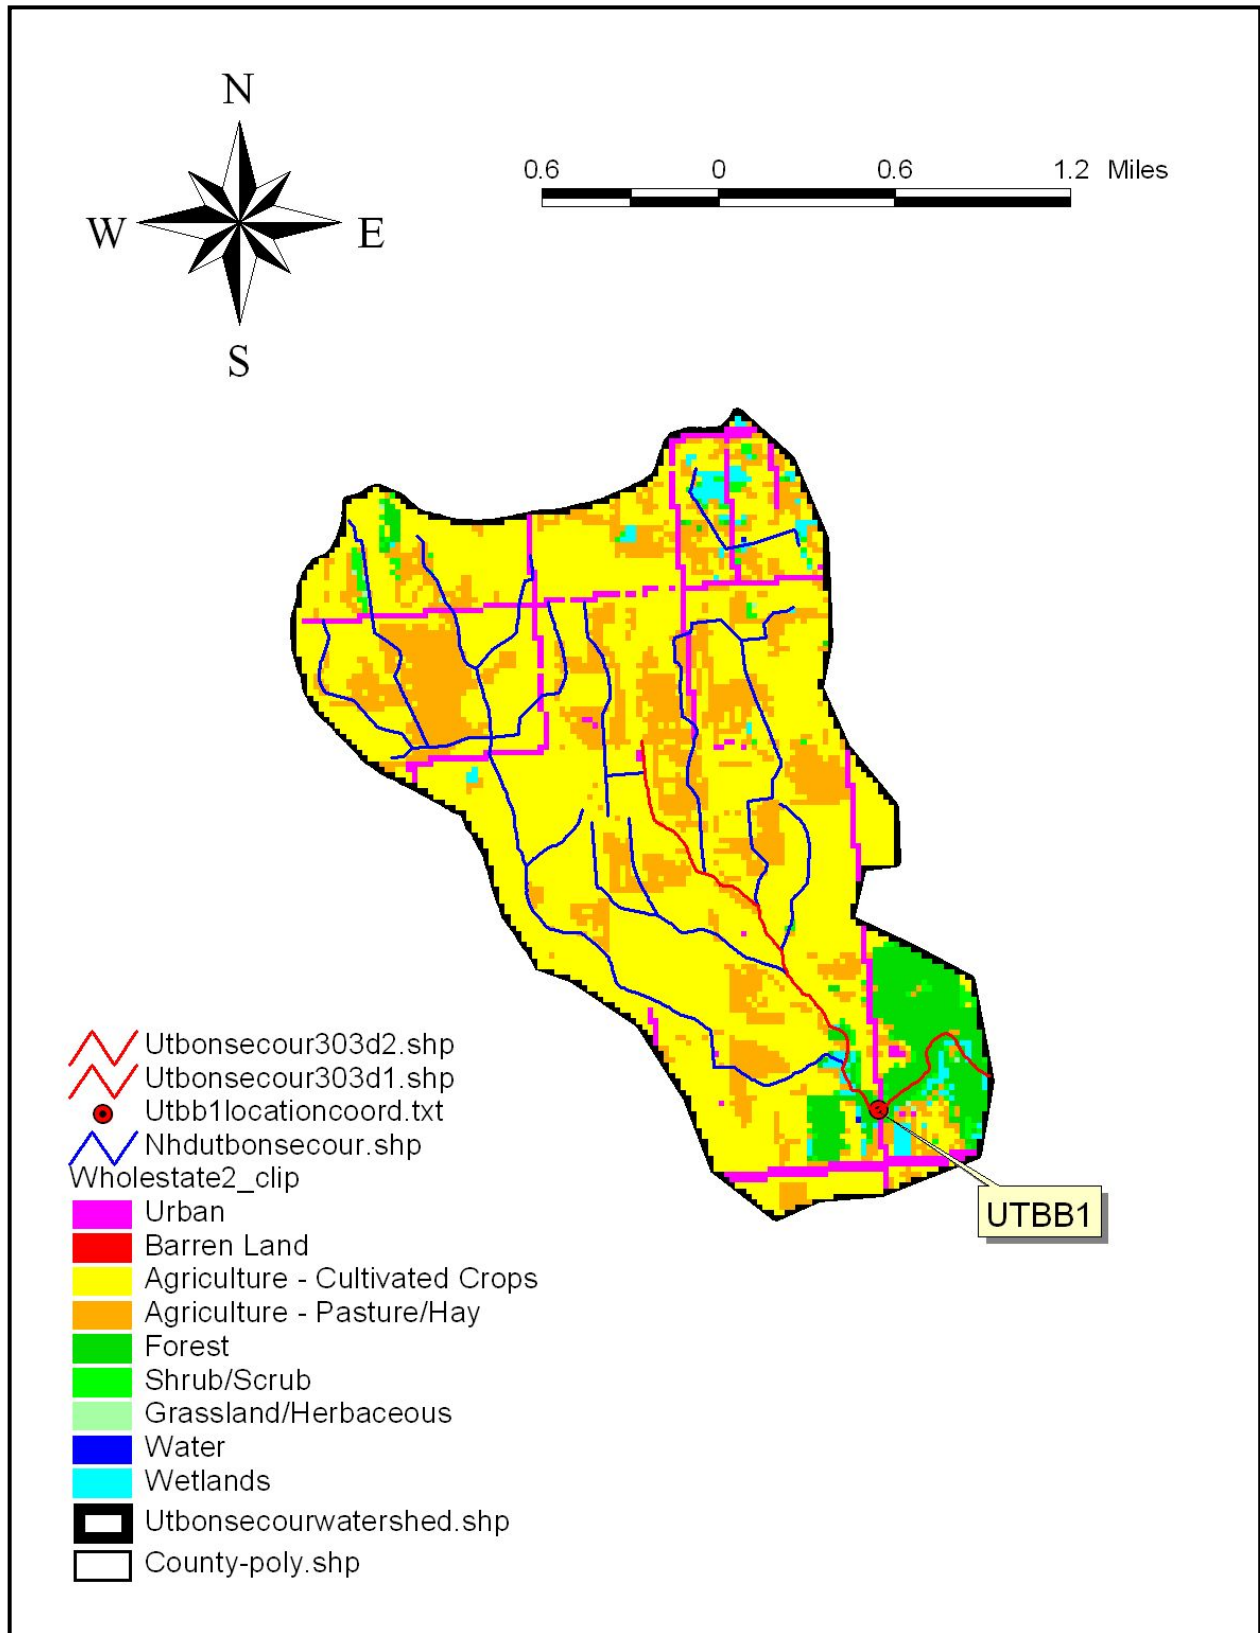 N
W E
S
0.6 0 0.6 1.2 Miles
Utbonsecour303d2.shp
Utbonsecour303d1.shp
Utbb1locationcoord.txt
Nhdutbonsecour.shp
Wholestate2_clip
Urban
Barren Land
Agriculture - Cultivated Crops
Agriculture - Pasture/Hay
Forest
Shrub/Scrub
Grassland/Herbaceous
Water
Wetlands
Utbonsecourwatershed.shp
County-poly.shp
UTBB1